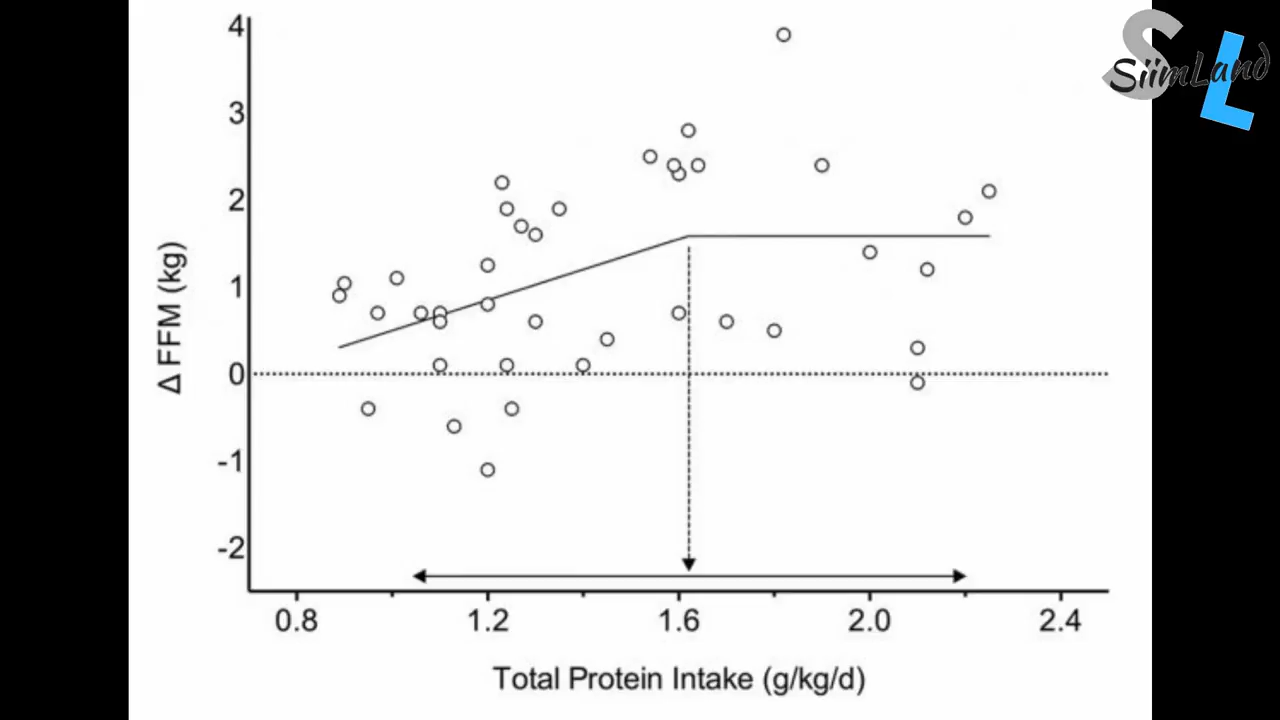 S
L
SiimLand
4
3
2
1
0
-1
-2
Δ FFM (kg)
0.8 1.2 1.6 2.0 2.4
Total Protein Intake (g/kg/d)